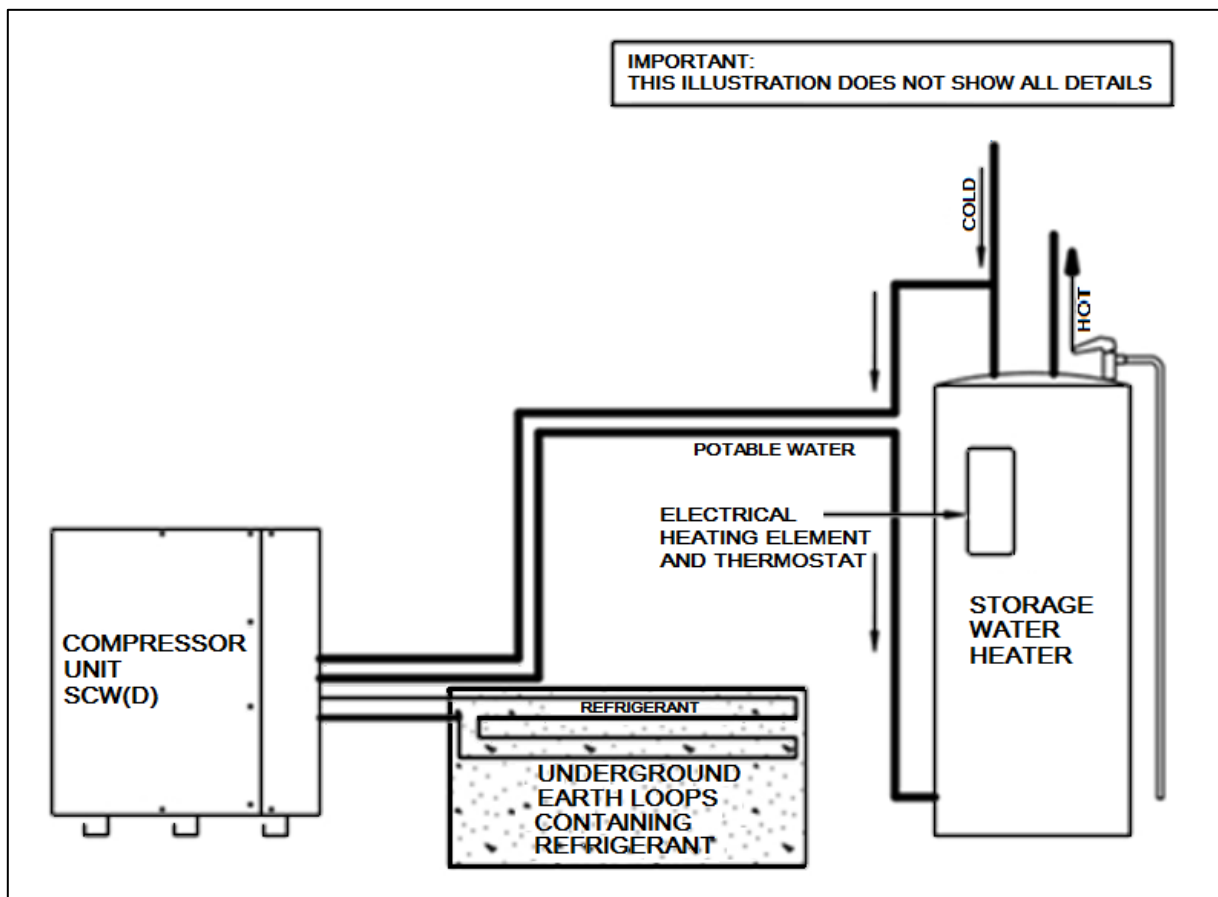 IMPORTANT:
THIS ILLUSTRATION DOES NOT SHOW ALL DETAILS
COLD
HOT
POTABLE WATER
ELECTRICAL
HEATING ELEMENT
AND THERMOSTAT
STORAGE
WATER
HEATER
COMPRESSOR
UNIT
SCW(D)
REFRIGERANT
UNDERGROUND
EARTH LOOPS
CONTAINING
REFRIGERANT